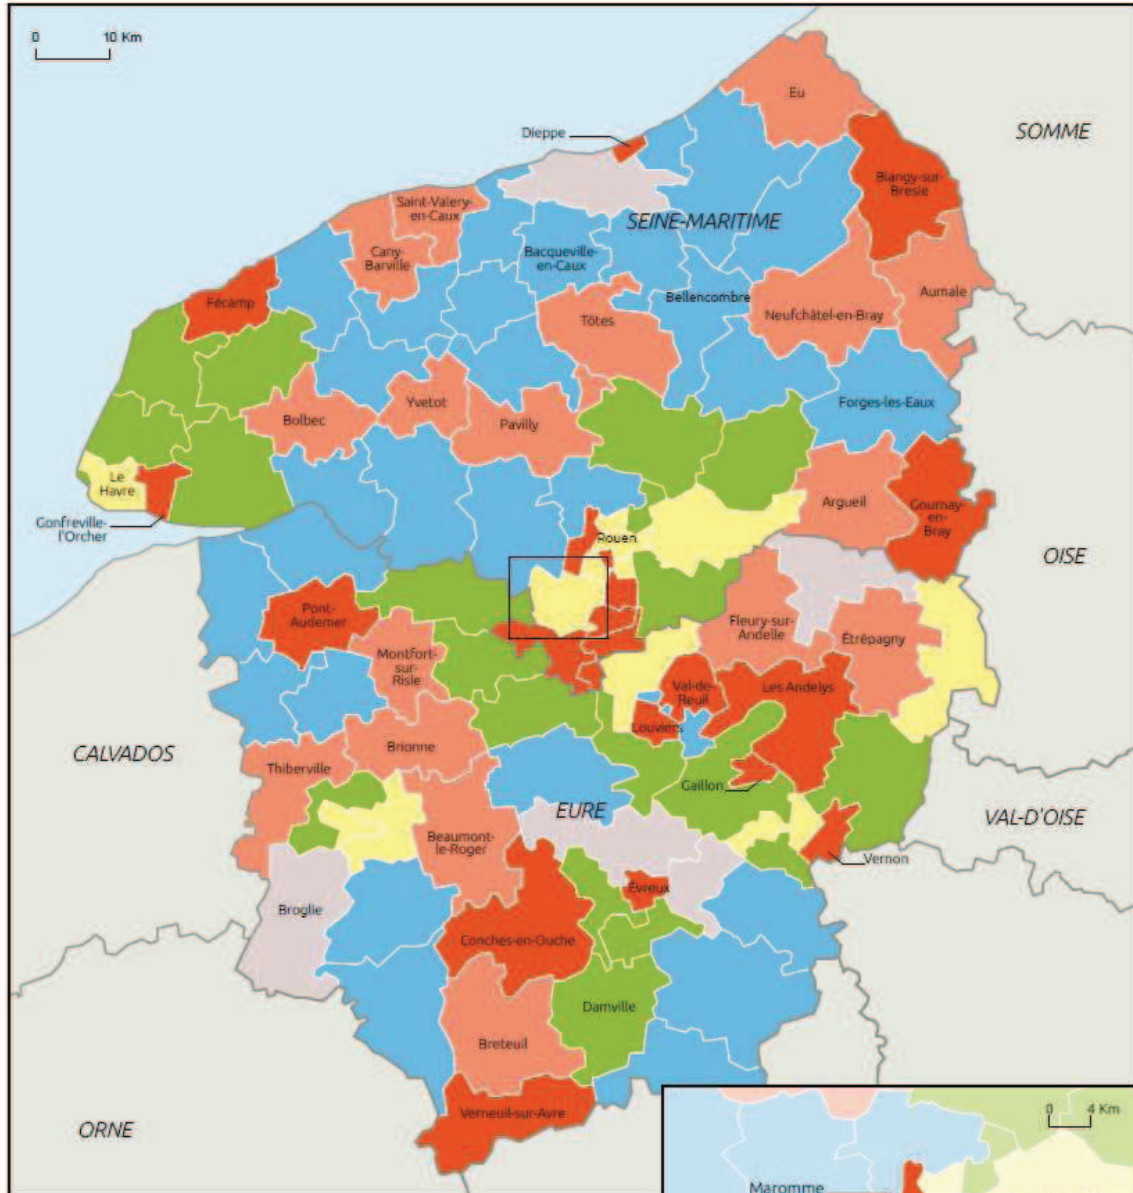 0 10 Km
Eu
SOMME
Dieppe
Blangy-sur-
Bresle
Saint-Valery-
en-Caux
SEINE-MARITIME
Cany-
Barville
Bacqueville-
en-Caux
Bellencombre
Aumale
Fécamp
Tôtes
Neufchâtel-en-Bray
Yvetot
Forges-les-Eaux
Bolbec
Pavilly
Le
Havre
Argueil
Gournay-
en-
Bray
Gonfreville-
l'Orcher
Rouen
OISE
Pont-
Audemer
Fleury-sur-
Andelle
Étrépagny
Montfort-
sur-
Risle
Val-de-
Reuil
Les Andelys
Louviers
CALVADOS
Brionne
Thiberville
Gaillon
EURE
VAL-D'OISE
Beaumont-
le-Roger
Vernon
Évreux
Broglie
Conches-en-Ouche
Damville
Breteuil
Verneuil-sur-Avre
ORNE
0 4 Km
Maromme